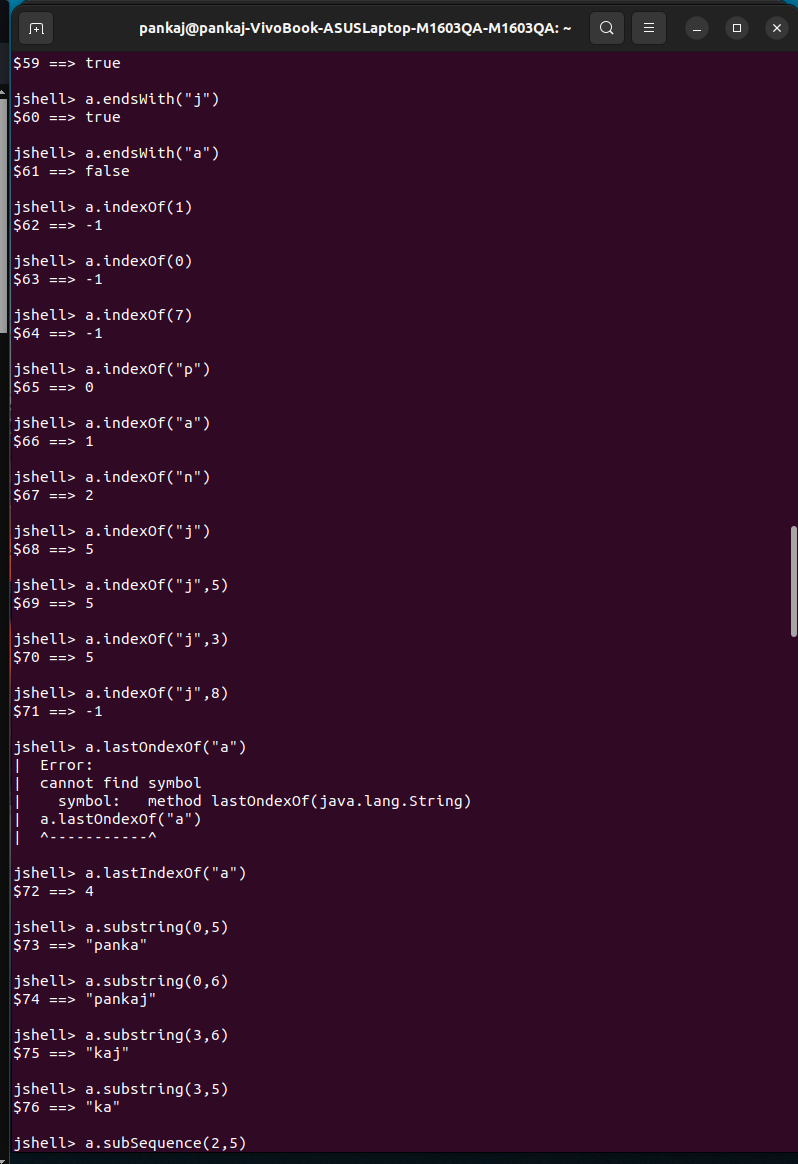 pankaj@pankaj-VivoBook-ASUSLaptop-M1603QA-M1603QA: ~
$59 ==> true
jshell> a.endsWith("j")
$60 ==> true
jshell> a.endsWith("a")
$61 ==> false
jshell> a.indexOf(1)
$62 ==> -1
jshell> a.indexOf(0)
$63 ==> -1
jshell> a.indexOf(7)
$64 ==> -1
jshell> a.indexOf("p")
$65 ==> 0
jshell> a.indexOf("a")
$66 ==> 1
jshell> a.indexOf("n")
$67 ==> 2
jshell> a.indexOf("j")
$68 ==> 5
jshell> a.indexOf("j",5)
$69 ==> 5
jshell> a.indexOf("j",3)
$70 ==> 5
jshell> a.indexOf("j",8)
$71 ==> -1
jshell> a.lastOndexOf("a")
|  Error:
|  cannot find symbol
|    symbol:   method lastOndexOf(java.lang.String)
|  a.lastOndexOf("a")
|  ^-----------^
jshell> a.lastIndexOf("a")
$72 ==> 4
jshell> a.substring(0,5)
$73 ==> "panka"
jshell> a.substring(0,6)
$74 ==> "pankaj"
jshell> a.substring(3,6)
$75 ==> "kaj"
jshell> a.substring(3,5)
$76 ==> "ka"
jshell> a.subSequence(2,5)